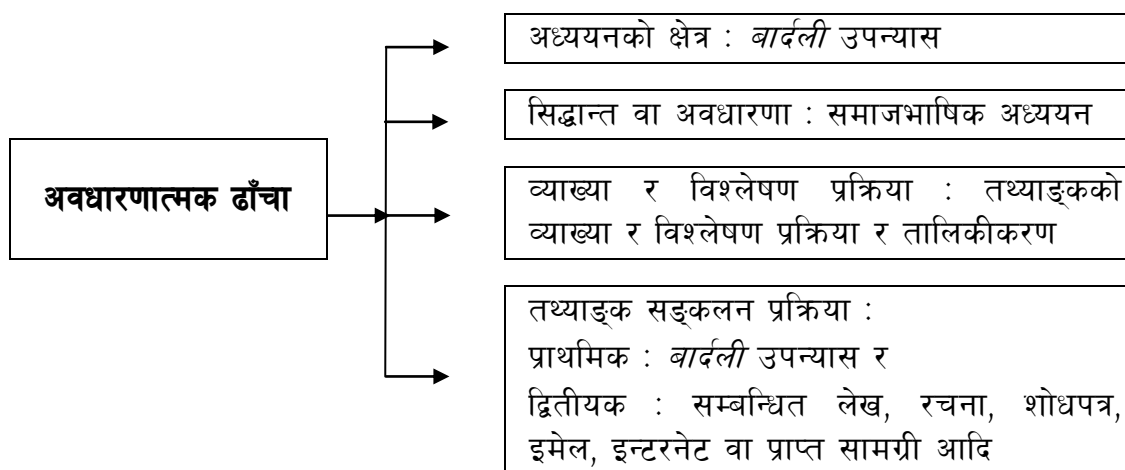 अध्ययनको क्षेत्र : बार्दली उपन्यास
सिद्धान्त वा अवधारणा : समाजभाषिक अध्ययन
अवधारणात्मक ढाँचा
व्याख्या र विश्लेषण प्रक्रिया : तथ्याङ्कको
व्याख्या र विश्लेषण प्रक्रिया र तालिकीकरण
तथ्याङ्क सङ्कलन प्रक्रिया :
प्राथमिक : बार्दली उपन्यास र
द्वितीयक : सम्बन्धित लेख, रचना, शोधपत्र,
इमेल, इन्टरनेट वा प्राप्त सामग्री आदि